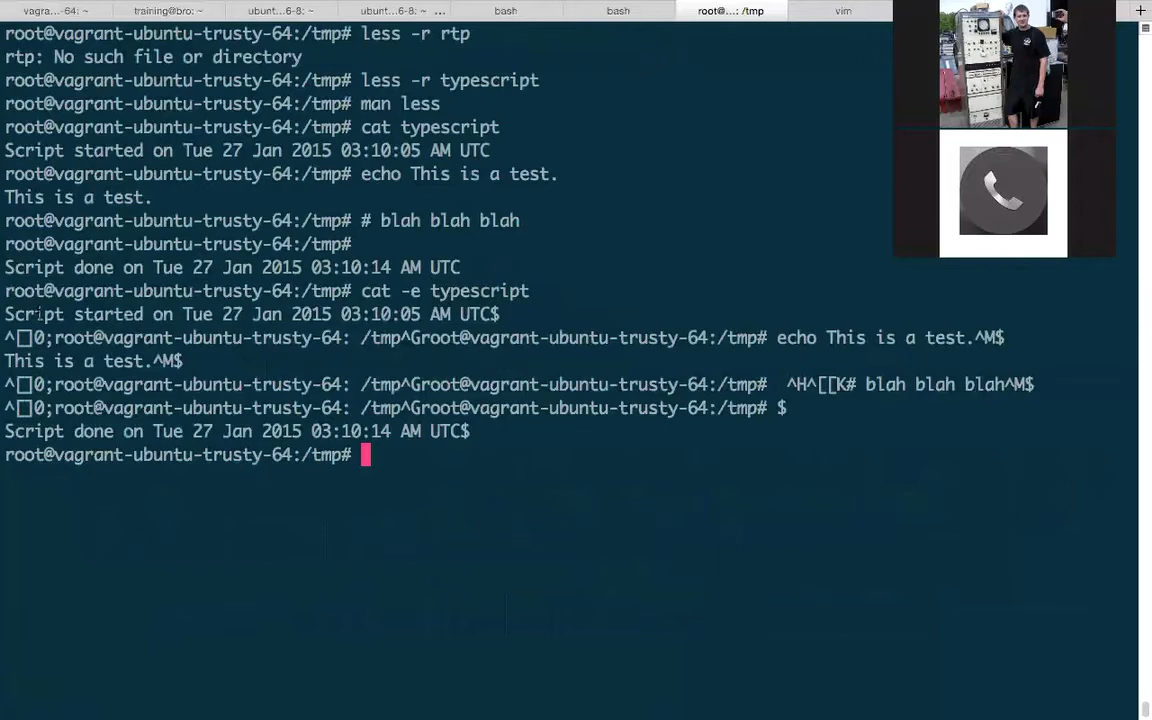 vagra...-64: ~
training@bro: ~
ubunt...6-8: ~
ubunt...6-8: ~ ...
bash
bash
root@...: /tmp
vim
root@vagrant-ubuntu-trusty-64:/tmp# less -r rtp
rtp: No such file or directory
root@vagrant-ubuntu-trusty-64:/tmp# less -r typescript
root@vagrant-ubuntu-trusty-64:/tmp# man less
root@vagrant-ubuntu-trusty-64:/tmp# cat typescript
Script started on Tue 27 Jan 2015 03:10:05 AM UTC
root@vagrant-ubuntu-trusty-64:/tmp# echo This is a test.
This is a test.
root@vagrant-ubuntu-trusty-64:/tmp# # blah blah blah
root@vagrant-ubuntu-trusty-64:/tmp#
Script done on Tue 27 Jan 2015 03:10:14 AM UTC
root@vagrant-ubuntu-trusty-64:/tmp# cat -e typescript
Script started on Tue 27 Jan 2015 03:10:05 AM UTC$
^[]0;root@vagrant-ubuntu-trusty-64: /tmp^Groot@vagrant-ubuntu-trusty-64:/tmp# echo This is a test.^M$
This is a test.^M$
^[]0;root@vagrant-ubuntu-trusty-64: /tmp^Groot@vagrant-ubuntu-trusty-64:/tmp#  ^H^[[K# blah blah blah^M$
^[]0;root@vagrant-ubuntu-trusty-64: /tmp^Groot@vagrant-ubuntu-trusty-64:/tmp# $
Script done on Tue 27 Jan 2015 03:10:14 AM UTC$
root@vagrant-ubuntu-trusty-64:/tmp#